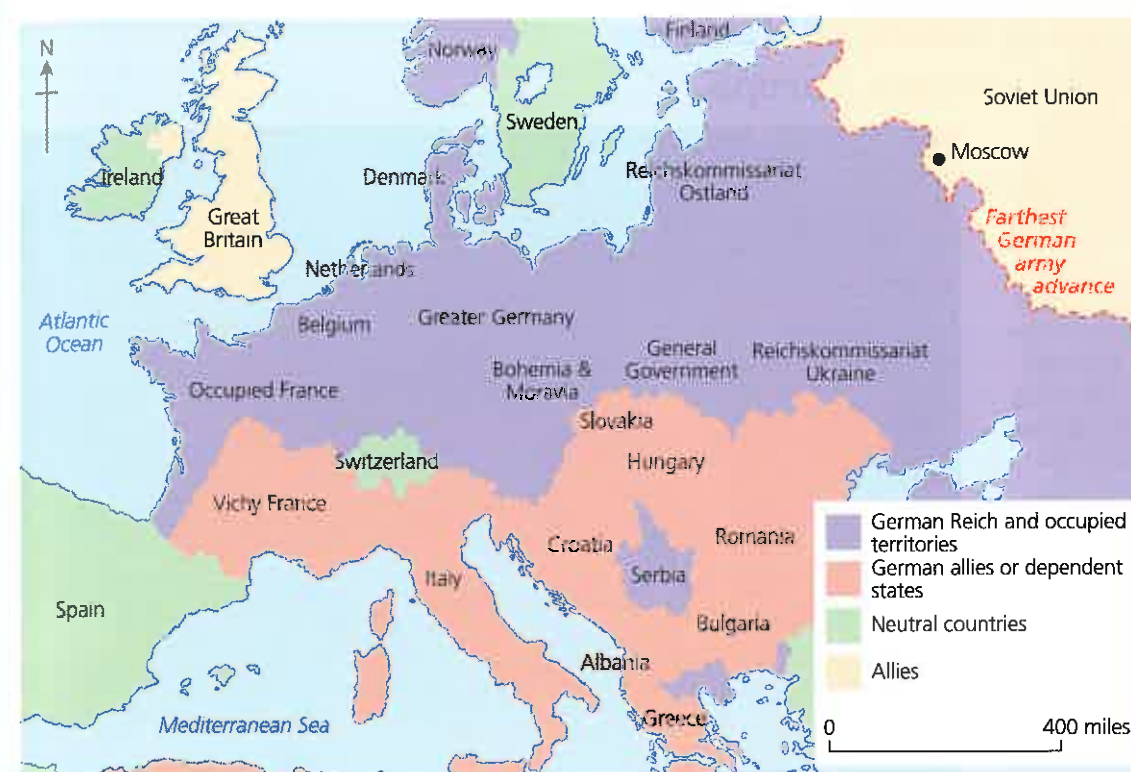 N
Norway
Finland
Soviet Union
Sweden
Moscow
Ireland
Denmark
Reichskommissariat
Ostland
Great
Britain
Farthest
German
army
advance
Netherlands
Atlantic
Ocean
Belgium
Greater Germany
General
Government
Reichskommissariat
Ukraine
Bohemia &
Moravia
Occupied France
Slovakia
Switzerland
Hungary
Vichy France
Croatia
Romania
Italy
Serbia
Spain
Bulgaria
Albania
Mediterranean Sea
Greece
German Reich and occupied
territories
German allies or dependent
states
Neutral countries
Allies
0 400 miles